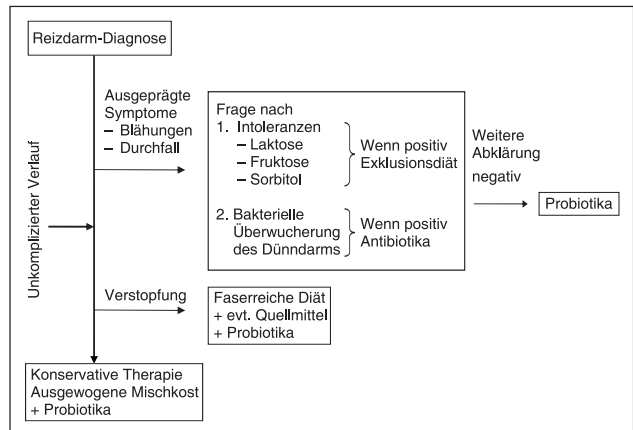 Reizdarm-Diagnose
Ausgeprägte
Symptome
– Blähungen
– Durchfall
Unkomplizierter Verlauf
Frage nach
1. Intoleranzen
– Laktose
– Fruktose
– Sorbitol
Wenn positiv
Exklusionsdiät
2. Bakterielle
Überwucherung
des Dünndarms
Wenn positiv
Antibiotika
Weitere
Abklärung
negativ
Probiotika
Verstopfung
Faserreiche Diät
+ evt. Quellmittel
+ Probiotika
Konservative Therapie
Ausgewogene Mischkost
+ Probiotika